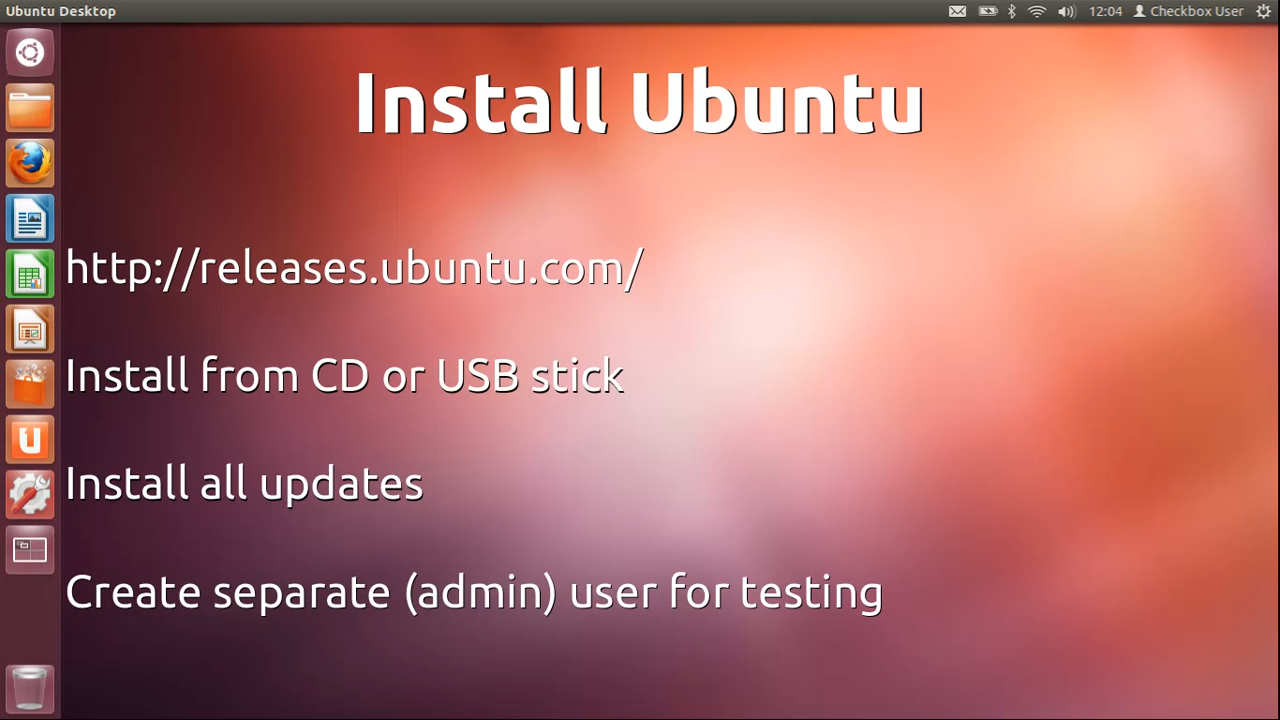 Ubuntu Desktop
12:04
Checkbox User
Install Ubuntu
http://releases.ubuntu.com/
Install from CD or USB stick
Install all updates
Create separate (admin) user for testing